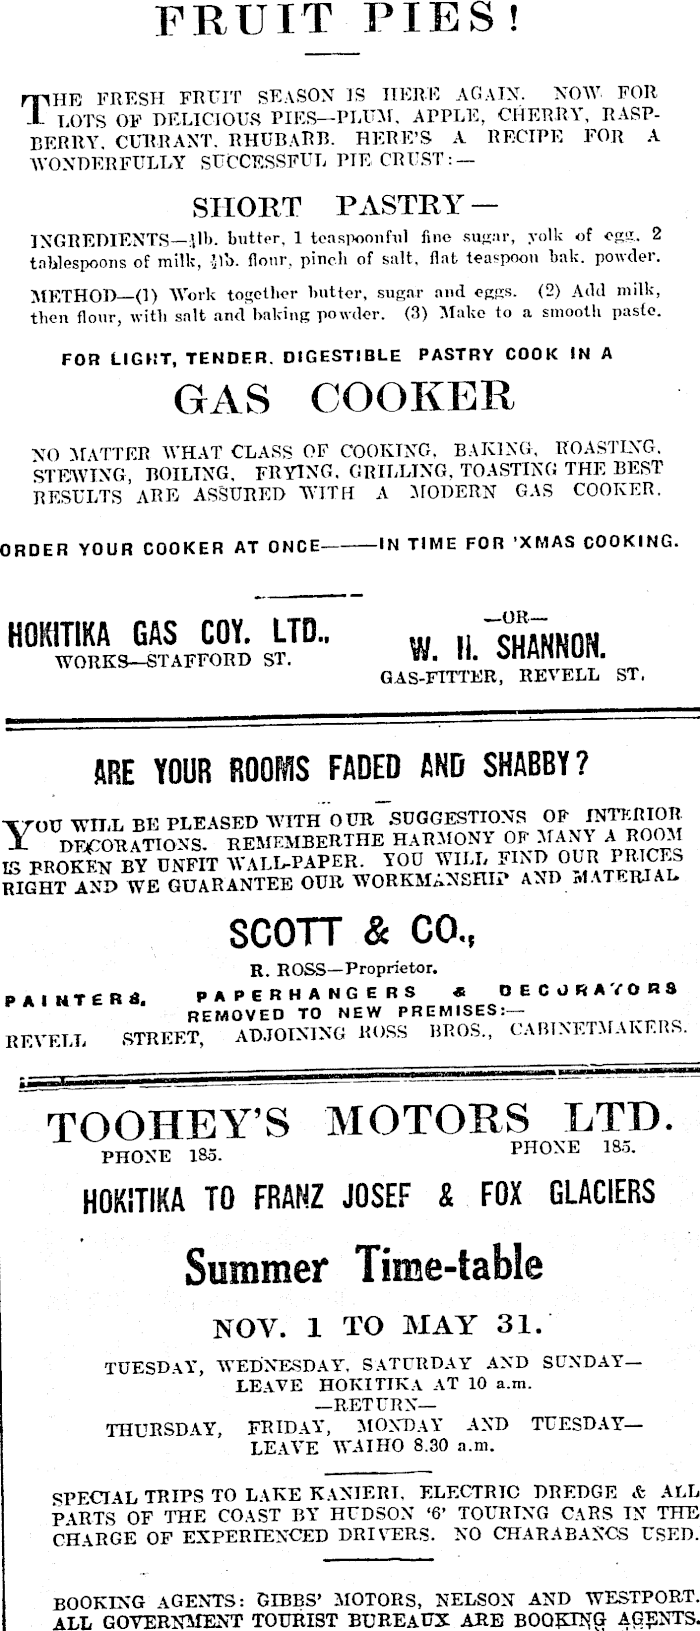 FRUIT PIES!
THE FRESH FRUIT SEASON IS HERE AGAIN. NOW FOR
LOTS OF DELICIOUS PIES—PLUM, APPLE, CHERRY, RASP-
BERRY, CURRANT, RHUBARB. HERE'S A RECIPE FOR A
WONDERFULLY SUCCESSFUL PIE CRUST:—
SHORT PASTRY—
INGREDIENTS— lb. butter, 1 teaspoonful fine sugar, yolk of egg, 2
tablespoons of milk, lb. flour, pinch of salt, flat teaspoon bak. powder.
METHOD—(1) Work together butter, sugar and eggs. (2) Add milk,
then flour, with salt and baking powder. (3) Make to a smooth paste.
FOR LIGHT, TENDER, DIGESTIBLE PASTRY COOK IN A
GAS COOKER
NO MATTER WHAT CLASS OF COOKING, BAKING, ROASTING,
STEWING, BOILING, FRYING, GRILLING, TOASTING THE BEST
RESULTS ARE ASSURED WITH A MODERN GAS COOKER.
ORDER YOUR COOKER AT ONCE———IN TIME FOR 'XMAS COOKING.
HOKITIKA GAS COY. LTD.,
WORKS—STAFFORD ST.
—OR—
W. H. SHANNON.
GAS-FITTER, REVELL ST.
ARE YOUR ROOMS FADED AND SHABBY?
YOU WILL BE PLEASED WITH OUR SUGGESTIONS OF INTERIOR
DECORATIONS. REMEMBERTHE HARMONY OF MANY A ROOM
IS BROKEN BY UNFIT WALL-PAPER. YOU WILL FIND OUR PRICES
RIGHT AND WE GUARANTEE OUR WORKMANSHIP AND MATERIAL
SCOTT & CO.,
R. ROSS—Proprietor.
PAINTERS, PAPERHANGERS & DECORATORS
REMOVED TO NEW PREMISES:—
REVELL STREET, ADJOINING ROSS BROS., CABINETMAKERS.
TOOHEY'S MOTORS LTD.
PHONE 185. PHONE 185.
HOKITIKA TO FRANZ JOSEF & FOX GLACIERS
Summer Time-table
NOV. 1 TO MAY 31.
TUESDAY, WEDNESDAY, SATURDAY AND SUNDAY—
LEAVE HOKITIKA AT 10 a.m.
—RETURN—
THURSDAY, FRIDAY, MONDAY AND TUESDAY—
LEAVE WAIHO 8.30 a.m.
SPECIAL TRIPS TO LAKE KANIERI, ELECTRIC DREDGE & ALL
PARTS OF THE COAST BY HUDSON '6' TOURING CARS IN THE
CHARGE OF EXPERIENCED DRIVERS. NO CHARABANCS USED.
BOOKING AGENTS: GIBBS' MOTORS, NELSON AND WESTPORT.
ALL GOVERNMENT TOURIST BUREAUX ARE BOOKING AGENTS.